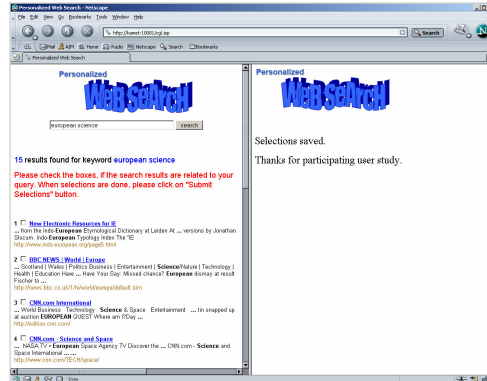 Personalized Web Search - Netscape
File Edit View Go Bookmarks Tools Window Help
http://kamet:10081/cgi.jsp
Search
Mail AIM Home Radio Netscape Search Bookmarks
Personalized Web Search
Personalized
WeB SeArcH
european science
search
15 results found for keyword european science
Please check the boxes, if the search results are related to your
query. When selections are done, please click on "Submit
Selections" button.
1 New Electronic Resources for IE
... from the Indo-European Etymological Dictionary at Leiden At ... versions by Jonathan
Slocum. Indo-European Typology Index The "IE
http://www.indo-european.org/page5.html
2 BBC NEWS | World | Europe
... Scotland | Wales | Politics Business | Entertainment | Science/Nature | Technology |
Health | Education Have ... Have Your Say: Missed chance? European dismay at result
Fischer to ...
http://news.bbc.co.uk/1/hi/world/europe/default.stm
3 CNN.com International
... World Business Technology Science & Space Entertainment ... tin snapped up
at auction EUROPEAN QUEST Where am I?Day ...
http://edition.cnn.com/
4 CNN.com - Science and Space
... NASA TV • European Space Agency TV Discover the ... CNN.com - Science and
Space International ... ...
http://www.cnn.com/TECH/space/
Personalized
WeB SeArcH
Selections saved.
Thanks for participating user study.
Done